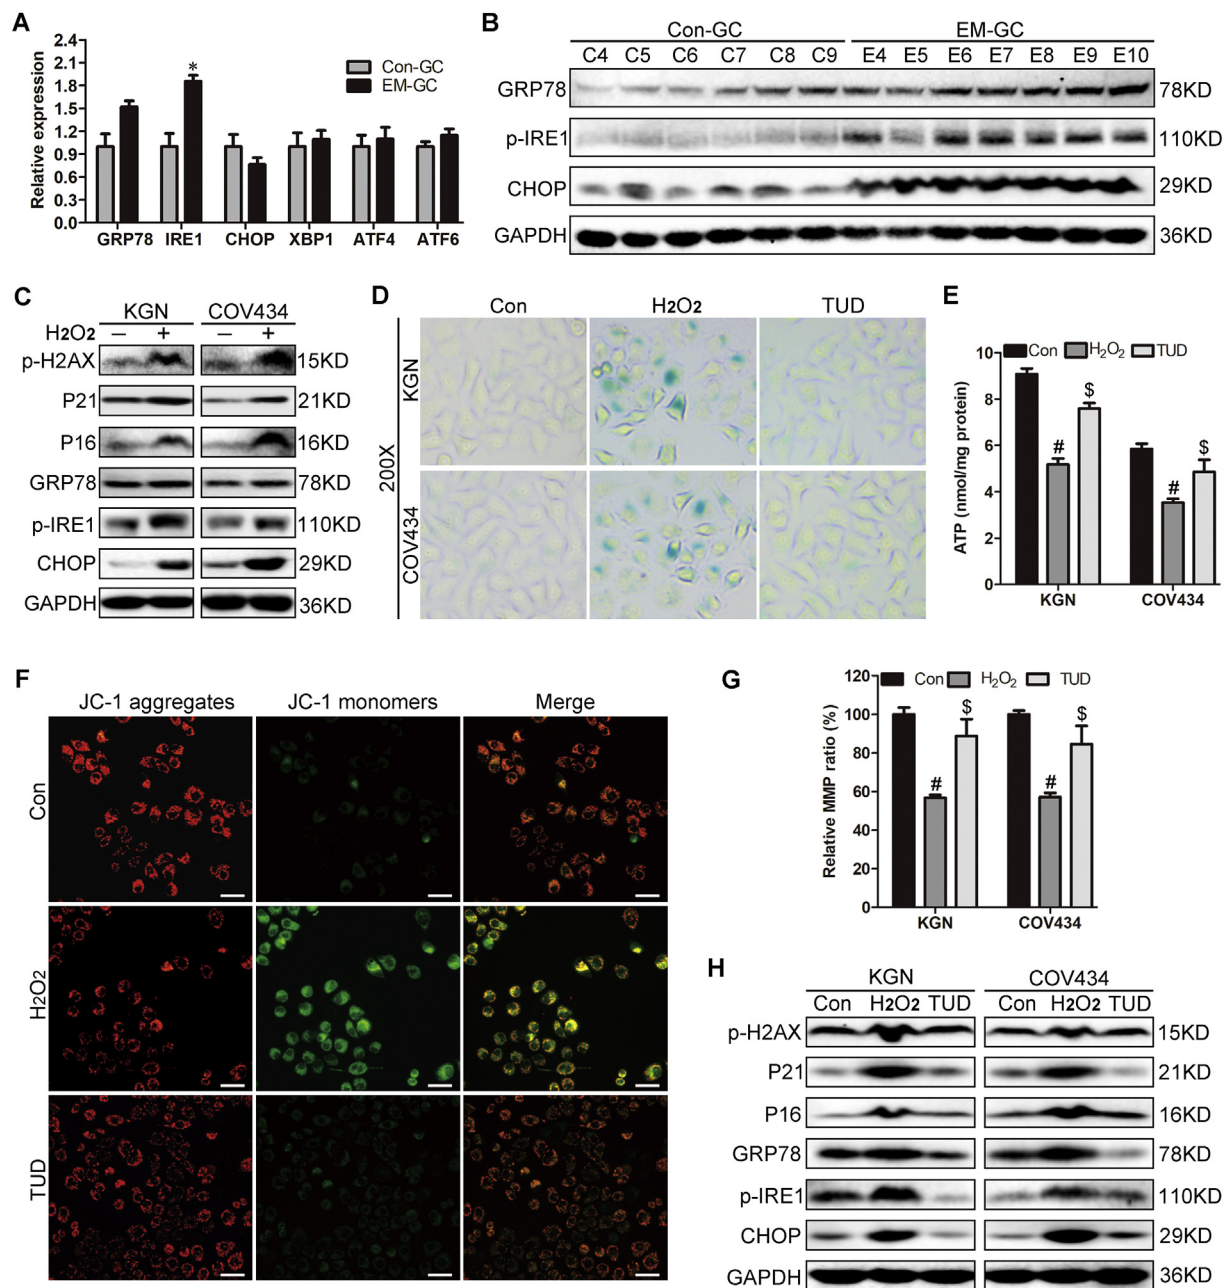 A
2.4
2.1
1.8
1.5
1.2
0.9
0.6
0.3
0.0
Relative expression
Con-GC
EM-GC
*
GRP78 IRE1 CHOP XBP1 ATF4 ATF6
B
Con-GC EM-GC
C4 C5 C6 C7 C8 C9 E4 E5 E6 E7 E8 E9 E10
GRP78 78KD
p-IRE1 110KD
CHOP 29KD
GAPDH 36KD
C
KGN COV434
H2O2 – + – +
p-H2AX 15KD
P21 21KD
P16 16KD
GRP78 78KD
p-IRE1 110KD
CHOP 29KD
GAPDH 36KD
D
Con H2O2 TUD
200X
KGN
COV434
E
Con H₂O₂ TUD
10
8
6
4
2
0
ATP (nmol/mg protein)
# $ # $
KGN COV434
F
JC-1 aggregates JC-1 monomers Merge
Con
H2O2
TUD
G
Con H₂O₂ TUD
120
100
80
60
40
20
0
Relative MMP ratio (%)
# $ # $
KGN COV434
H
KGN COV434
Con H2O2 TUD Con H2O2 TUD
p-H2AX 15KD
P21 21KD
P16 16KD
GRP78 78KD
p-IRE1 110KD
CHOP 29KD
GAPDH 36KD